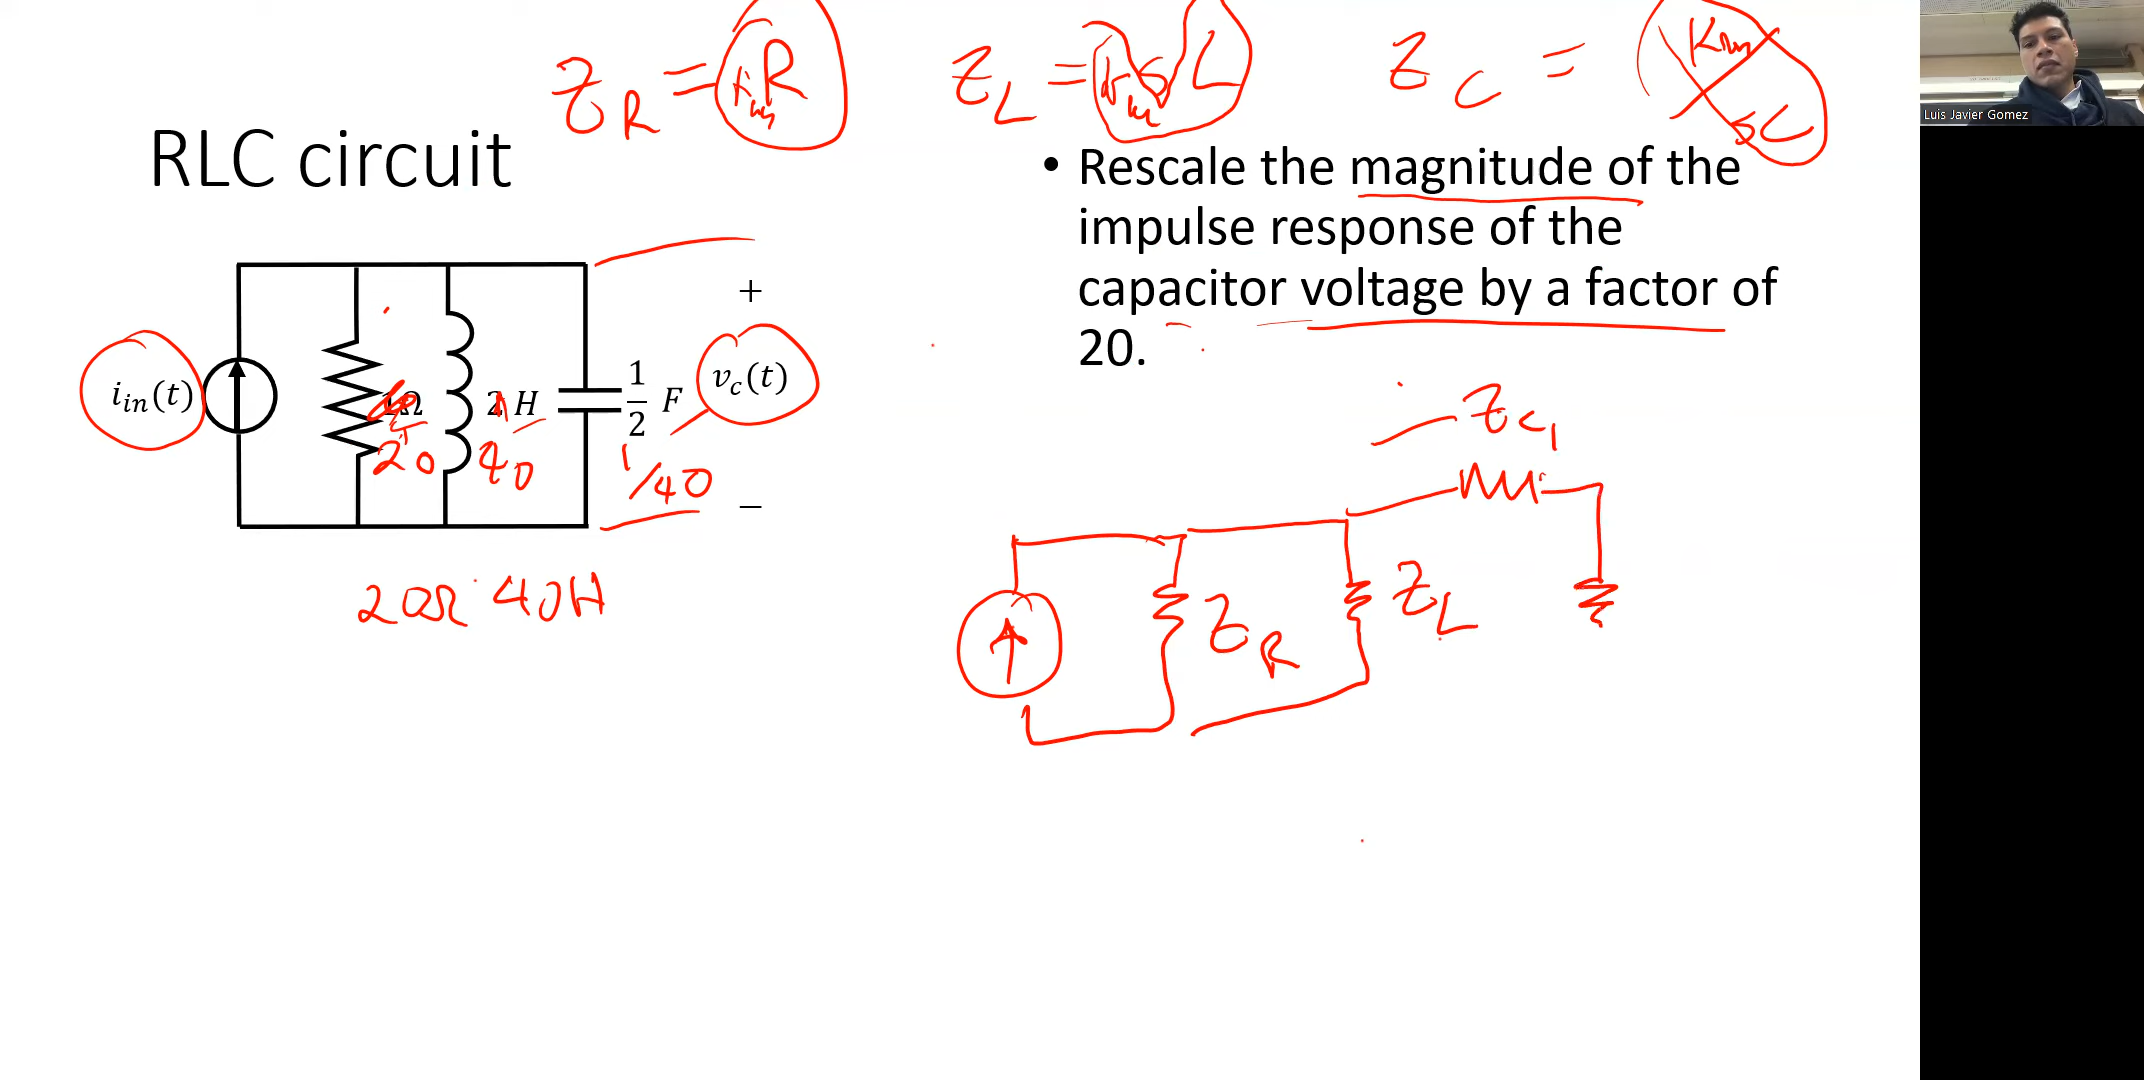 Z_R = K_m R
Z_L = K_m s L
Z_C = K_m / sC
Luis Javier Gomez
RLC circuit
• Rescale the magnitude of the
impulse response of the
capacitor voltage by a factor of
20.
+
i_in(t)
1Ω
2 H
1/2 F
v_c(t)
20
40
1/40
−
Z_C1
20Ω 40H
Z_R
Z_L